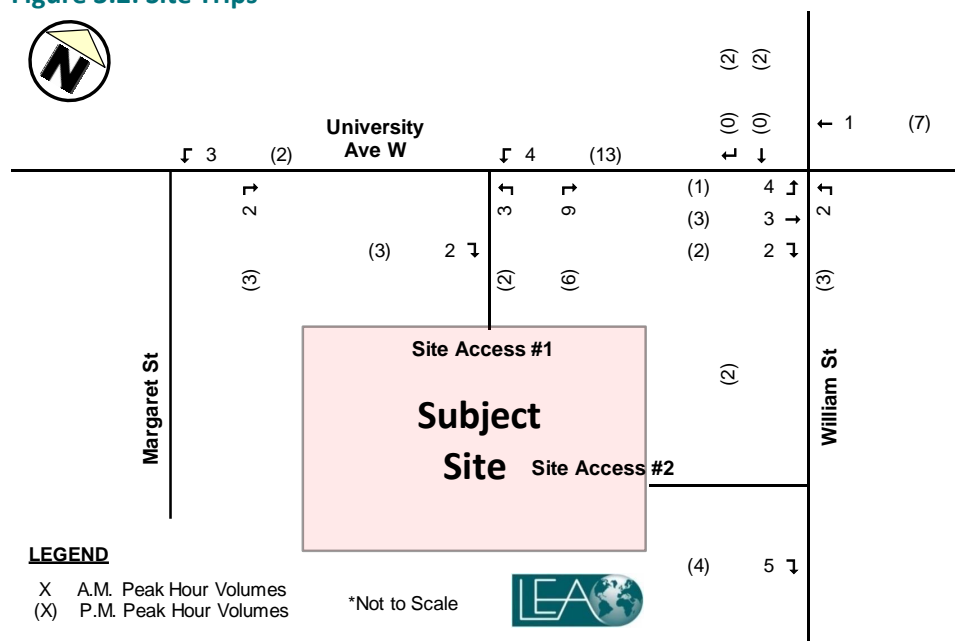 Figure 3.2: Site Trips
N
(2) (2)
(0) (0)
1 (7)
University
Ave W
3 (2)
4 (13)
2
(3)
3
(2)
9
(6)
(3) 2
(1) 4
(3) 3
(2) 2
2
(3)
(2)
Margaret St
William St
Site Access #1
Subject
Site
Site Access #2
(4) 5
LEGEND
X A.M. Peak Hour Volumes
(X) P.M. Peak Hour Volumes
*Not to Scale
LEA